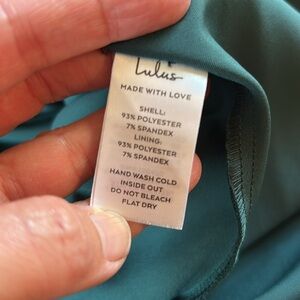 Lulus
MADE WITH LOVE
SHELL:
93% POLYESTER
7% SPANDEX
LINING:
93% POLYESTER
7% SPANDEX
HAND WASH COLD
INSIDE OUT
DO NOT BLEACH
FLAT DRY